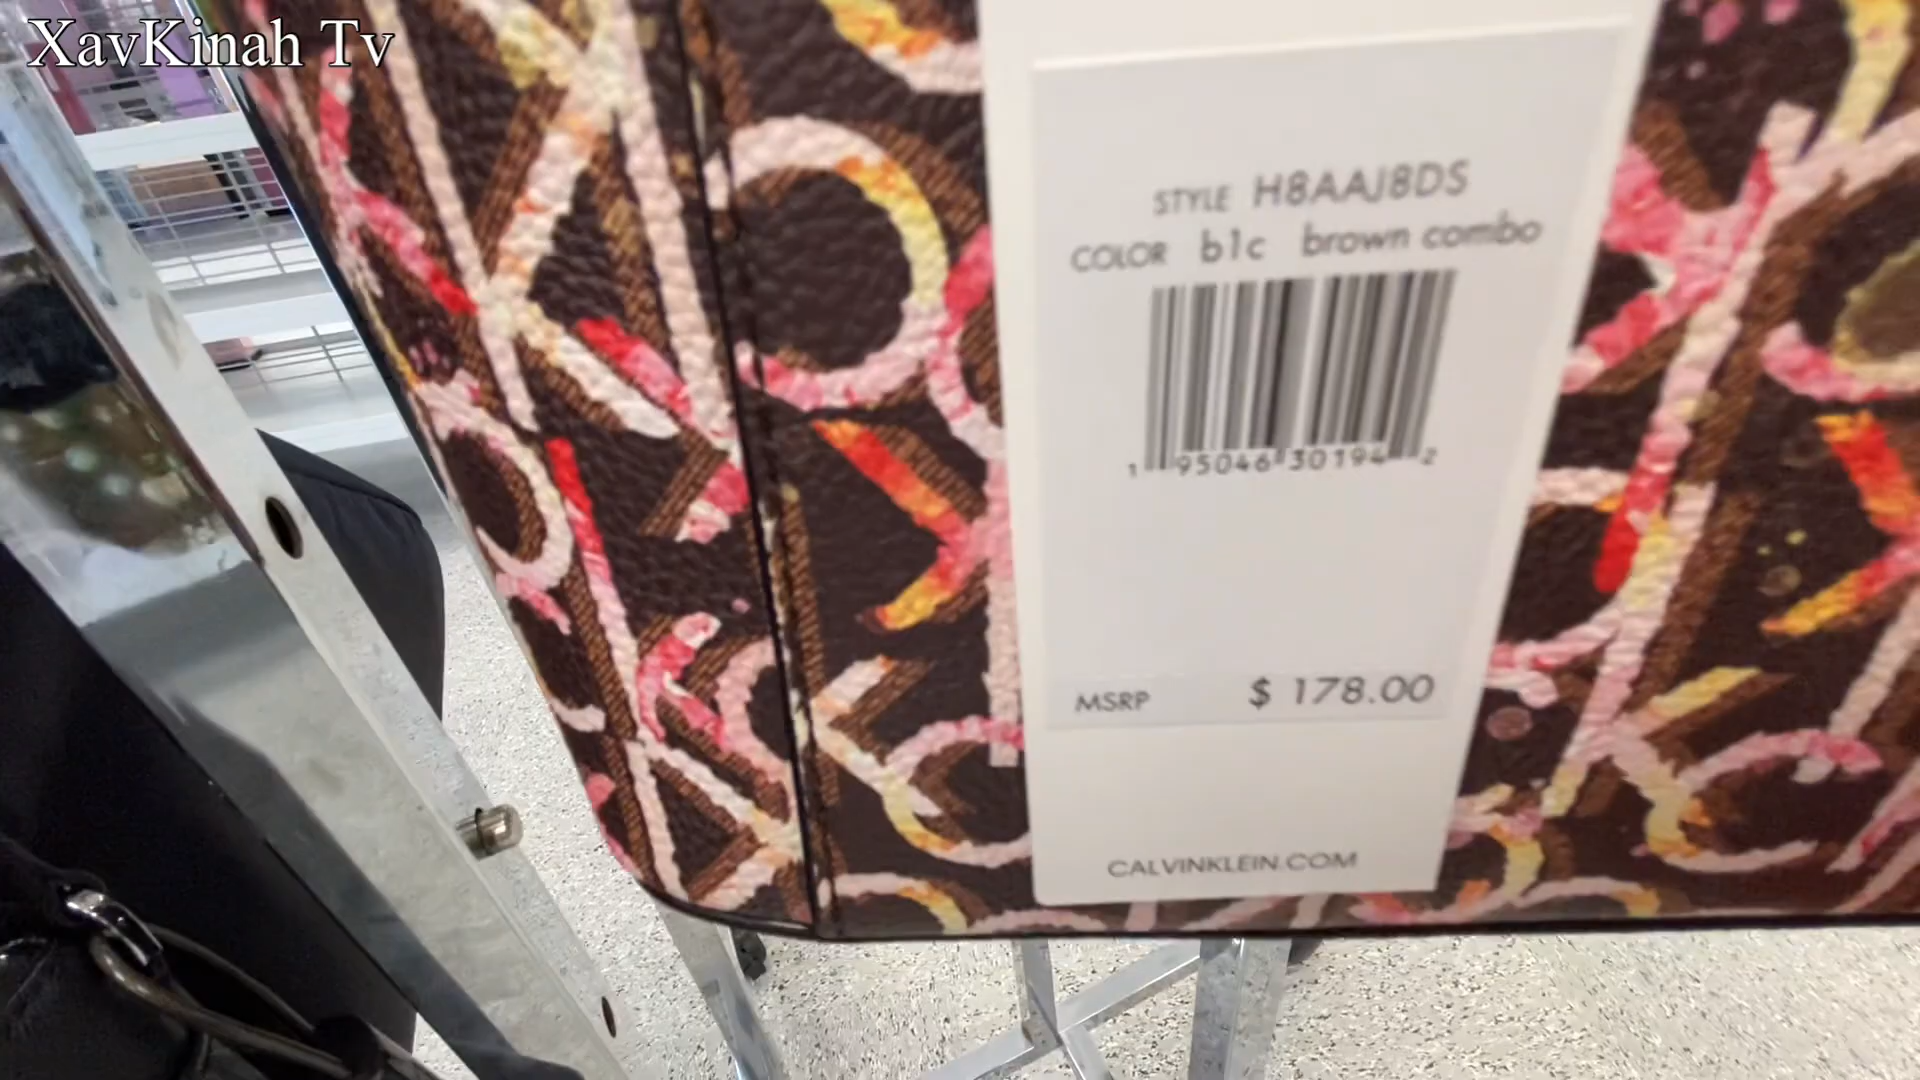 XavKinah Tv
STYLE H8AAJ8DS
COLOR b1c brown combo
1 95046 30194 2
MSRP $ 178.00
CALVINKLEIN.COM